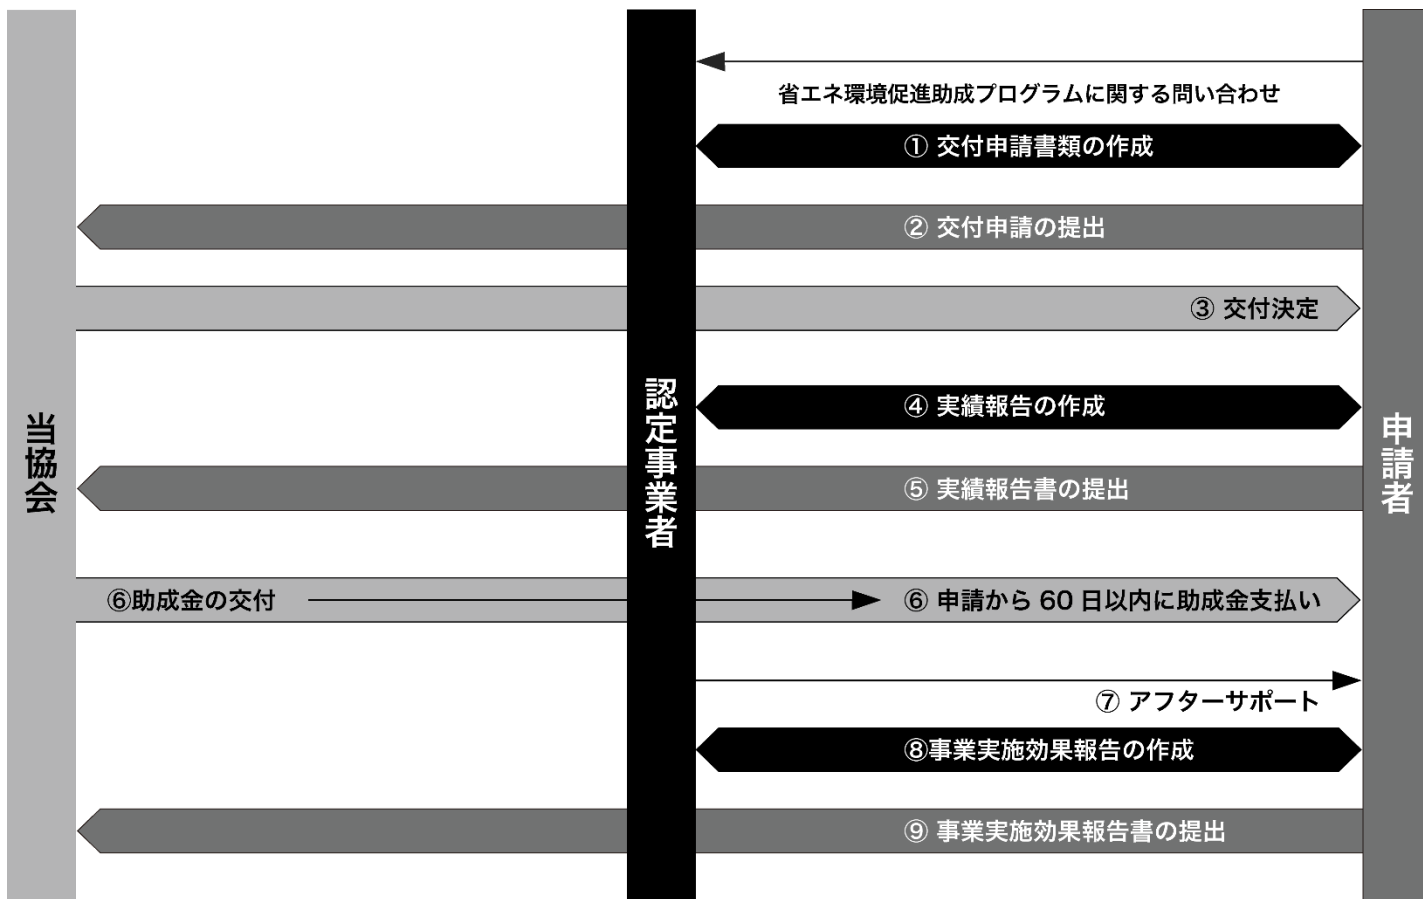 省エネ環境促進助成プログラムに関する問い合わせ
① 交付申請書類の作成
② 交付申請の提出
③ 交付決定
④ 実績報告の作成
⑤ 実績報告書の提出
⑥助成金の交付
⑥ 申請から 60 日以内に助成金支払い
⑦ アフターサポート
⑧事業実施効果報告の作成
⑨ 事業実施効果報告書の提出
当協会
認定事業者
申請者